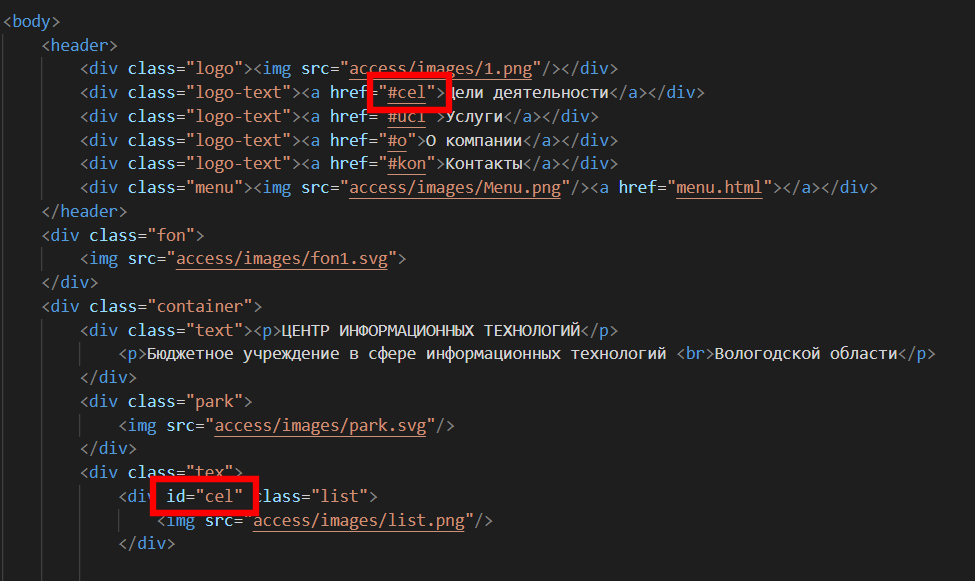 <body>
<header>
<div class="logo"><img src="access/images/1.png"/></div>
<div class="logo-text"><a href="#cel">Цели деятельности</a></div>
<div class="logo-text"><a href="#ucl">Услуги</a></div>
<div class="logo-text"><a href="#o">О компании</a></div>
<div class="logo-text"><a href="#kon">Контакты</a></div>
<div class="menu"><img src="access/images/Menu.png"/><a href="menu.html"></a></div>
</header>
<div class="fon">
<img src="access/images/fon1.svg">
</div>
<div class="container">
<div class="text"><p>ЦЕНТР ИНФОРМАЦИОННЫХ ТЕХНОЛОГИЙ</p>
<p>Бюджетное учреждение в сфере информационных технологий <br>Вологодской области</p>
</div>
<div class="park">
<img src="access/images/park.svg"/>
</div>
<div class="tex">
<div id="cel" class="list">
<img src="access/images/list.png"/>
</div>